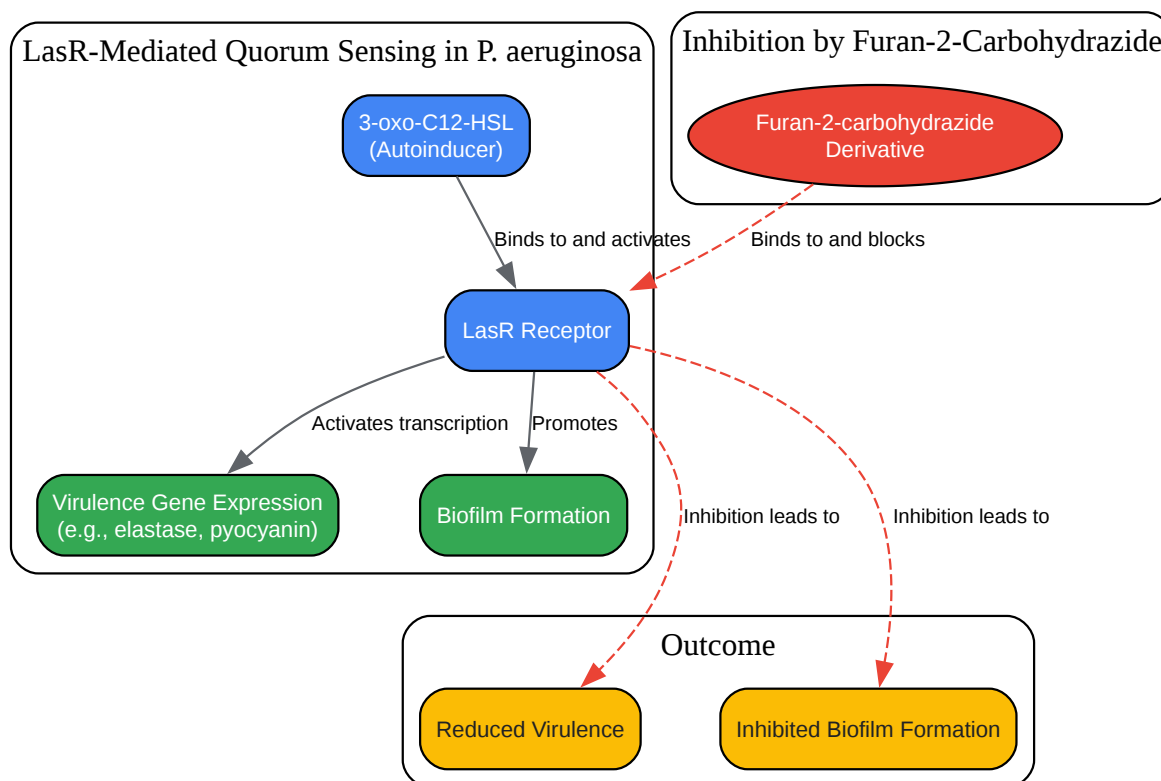 LasR-Mediated Quorum Sensing in P. aeruginosa
Inhibition by Furan-2-Carbohydrazide
3-oxo-C12-HSL
(Autoinducer)
Furan-2-carbohydrazide
Derivative
Binds to and activates
Binds to and blocks
LasR Receptor
Activates transcription
Promotes
Virulence Gene Expression
(e.g., elastase, pyocyanin)
Biofilm Formation
Inhibition leads to
Inhibition leads to
Outcome
Reduced Virulence
Inhibited Biofilm Formation